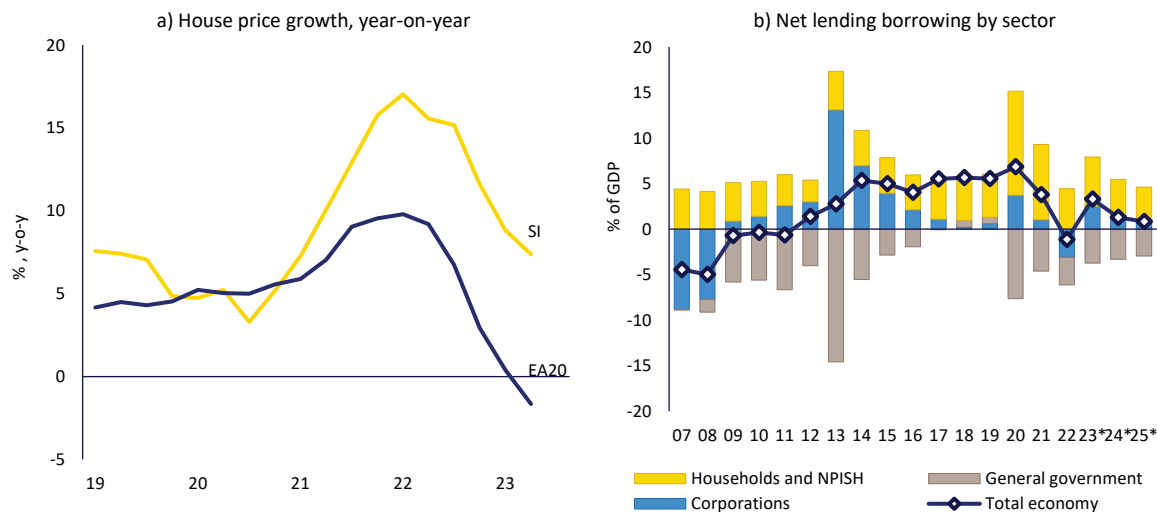 a) House price growth, year-on-year
20
15
10
5
0
-5
%, y-o-y
SI
EA20
19 20 21 22 23
b) Net lending borrowing by sector
20
15
10
5
0
-5
-10
-15
-20
% of GDP
07 08 09 10 11 12 13 14 15 16 17 18 19 20 21 22 23* 24* 25*
Households and NPISH
General government
Corporations
Total economy